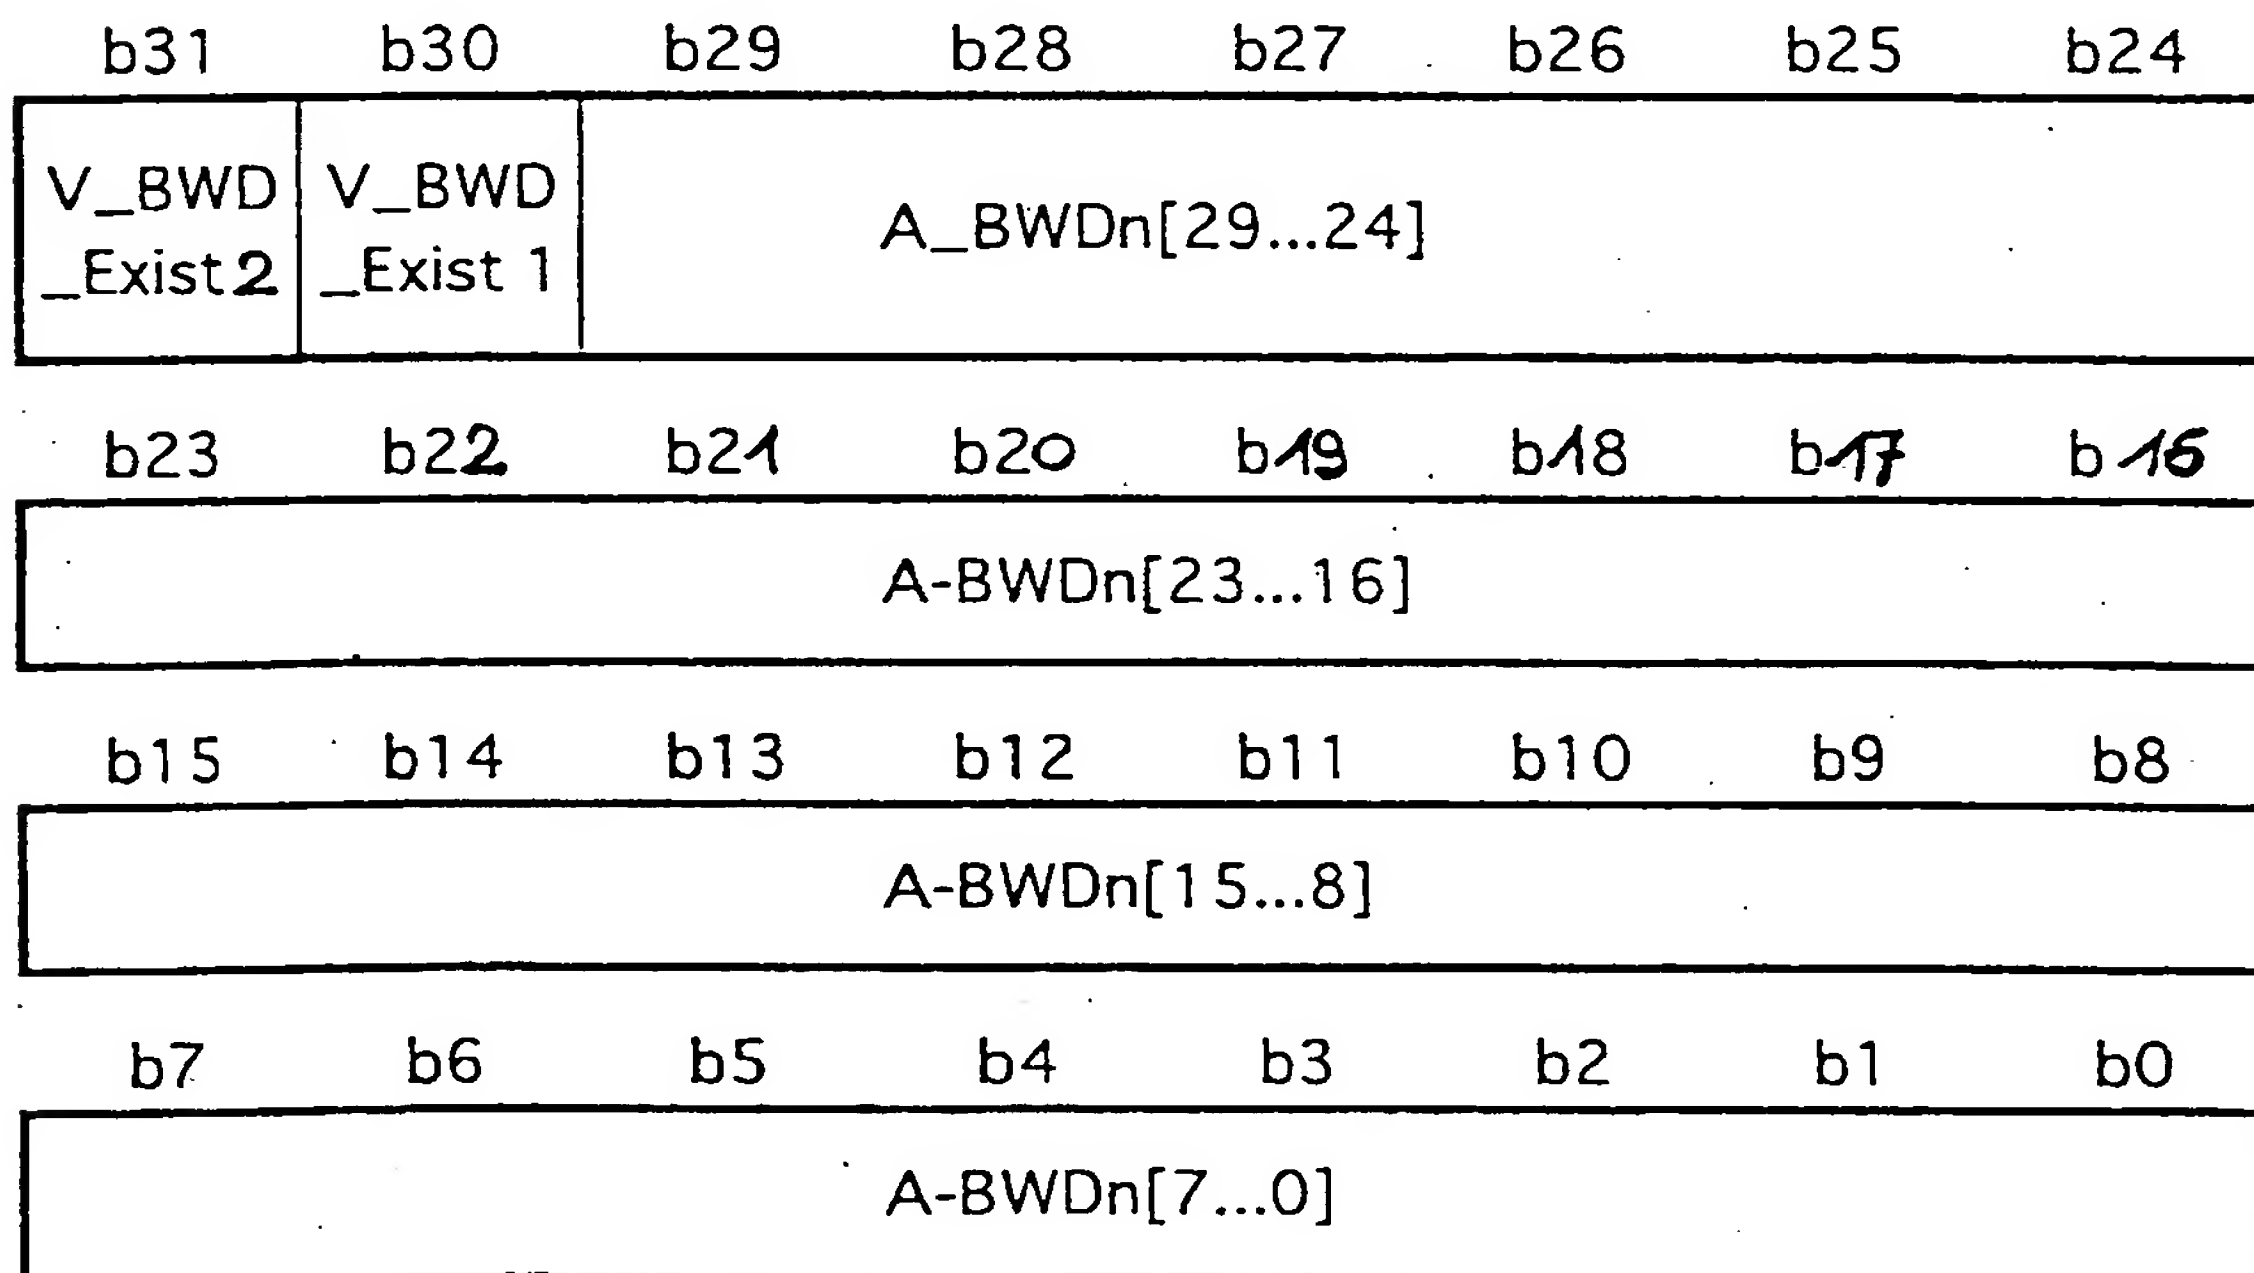 b31 b30 b29 b28 b27 b26 b25 b24
V_BWD V_BWD
_Exist2 _Exist 1
A_BWDn[29...24]
b23 b22 b21 b20 b19 b18 b17 b16
A-BWDn[23...16]
b15 b14 b13 b12 b11 b10 b9 b8
A-BWDn[15...8]
b7 b6 b5 b4 b3 b2 b1 b0
A-BWDn[7...0]